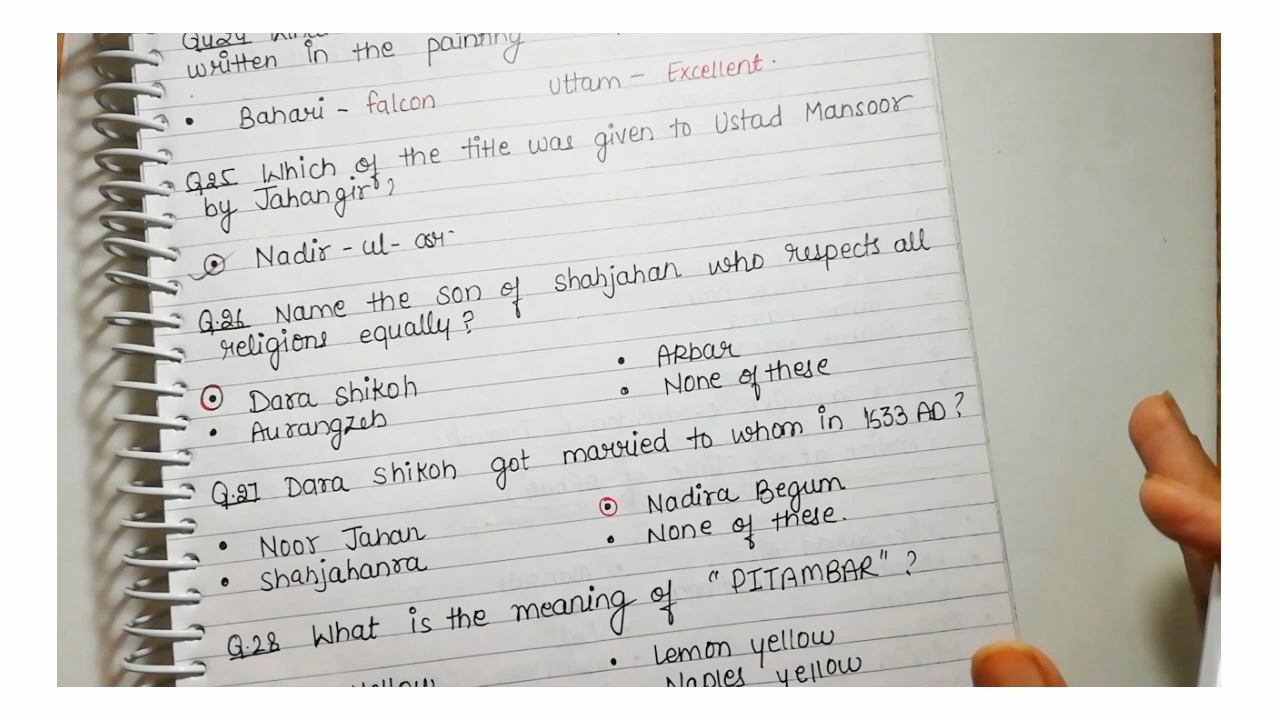 written in the painting
• Bahari - falcon
Uttam - Excellent.
Q25 Which of the title was given to Ustad Mansoor
by Jahangir?
Nadir - ul - asr.
Q.26 Name the son of Shahjahan who respects all
religions equally?
Dara Shikoh
• Akbar
• Aurangzeb
• None of these
Q.27 Dara Shikoh got married to whom in 1533 AD?
• Noor Jahan
Nadira Begum
• Shahjahanra
• None of these.
Q.28 What is the meaning of "PITAMBAR"?
• Lemon yellow
yellow
Naples yellow